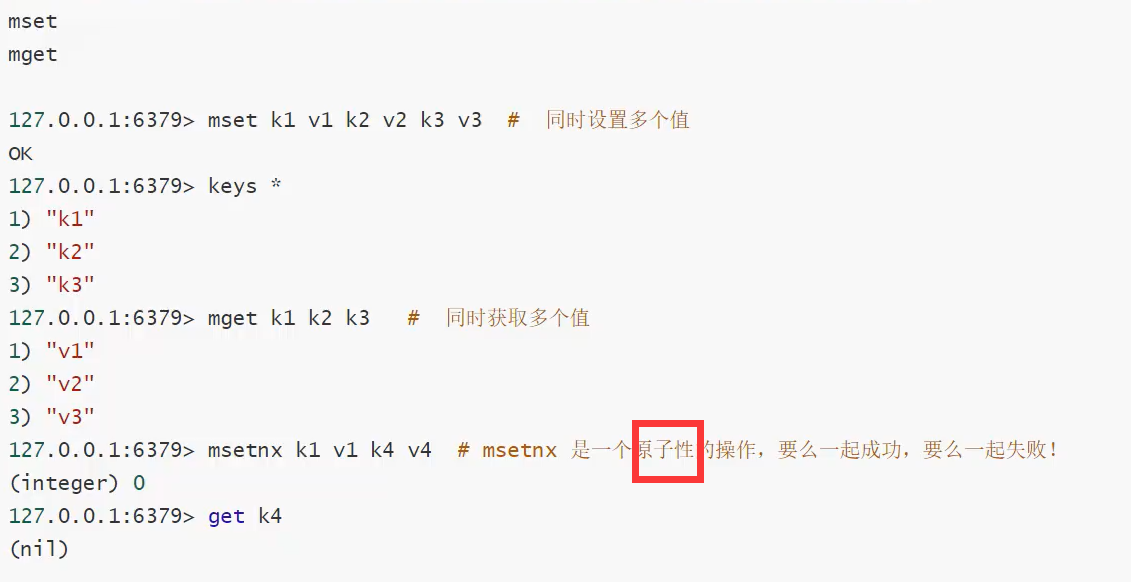 mset
mget
127.0.0.1:6379> mset k1 v1 k2 v2 k3 v3 # 同时设置多个值
OK
127.0.0.1:6379> keys *
1) "k1"
2) "k2"
3) "k3"
127.0.0.1:6379> mget k1 k2 k3 # 同时获取多个值
1) "v1"
2) "v2"
3) "v3"
127.0.0.1:6379> msetnx k1 v1 k4 v4 # msetnx 是一个原子性的操作，要么一起成功，要么一起失败！
(integer) 0
127.0.0.1:6379> get k4
(nil)